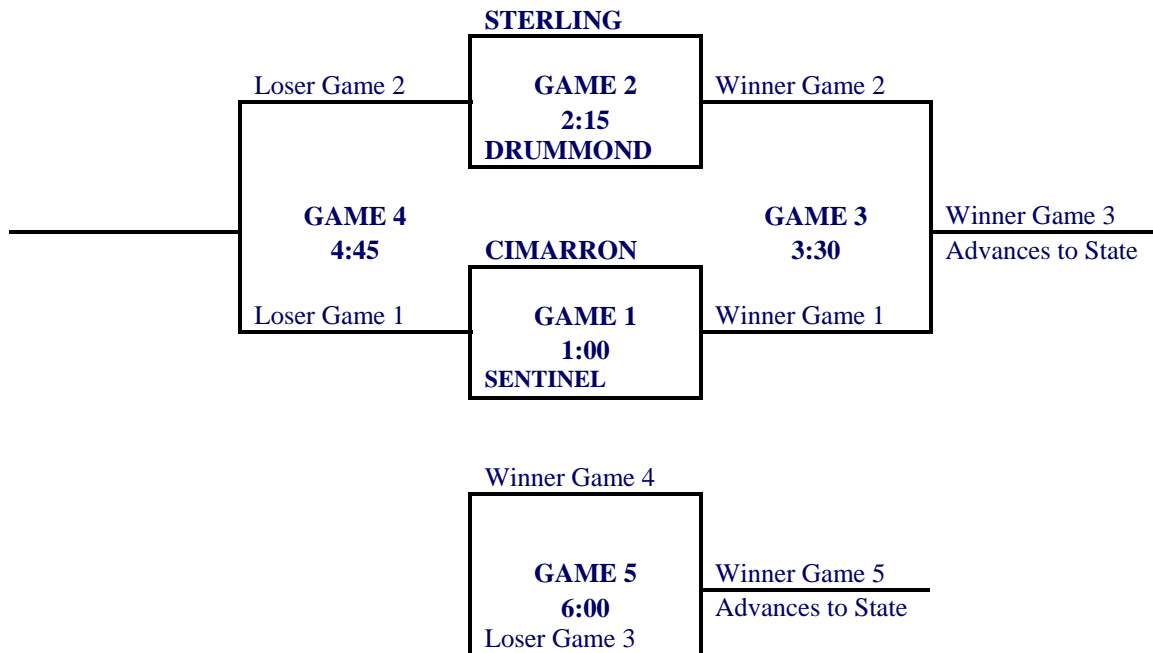 STERLING
Loser Game 2
GAME 2
Winner Game 2
2:15
DRUMMOND
GAME 4
GAME 3
Winner Game 3
4:45
CIMARRON
3:30
Advances to State
Loser Game 1
GAME 1
Winner Game 1
1:00
SENTINEL
Winner Game 4
GAME 5
Winner Game 5
6:00
Advances to State
Loser Game 3